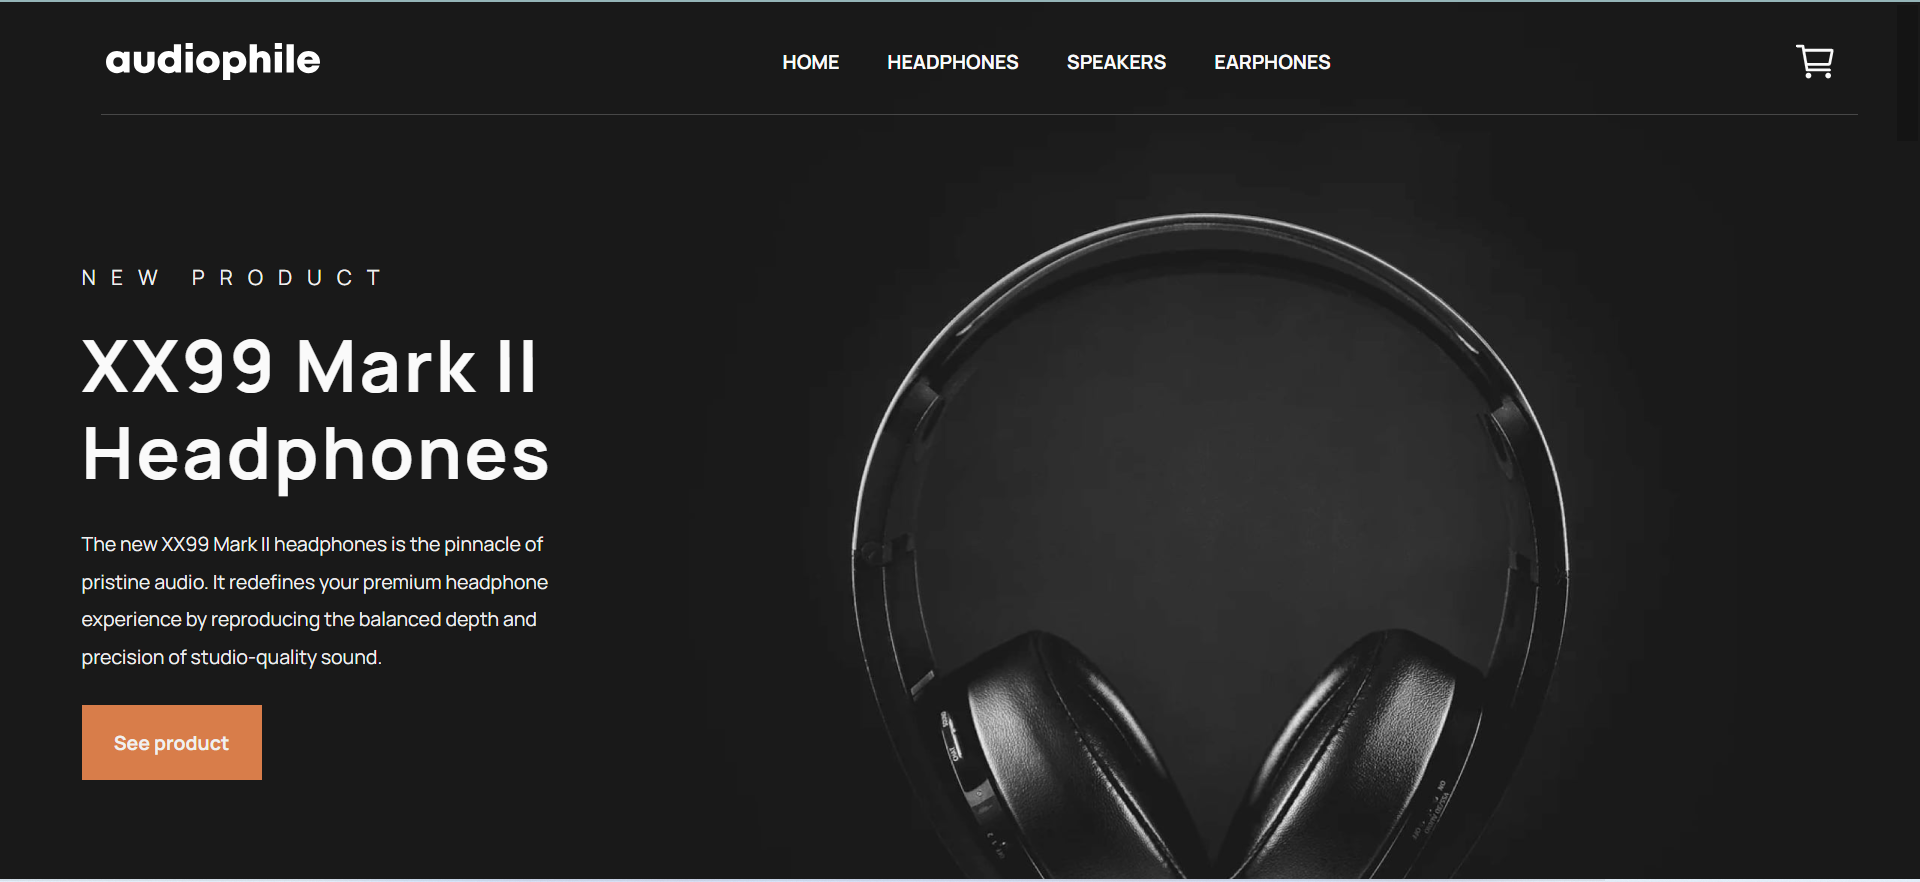 audiophile
HOME HEADPHONES SPEAKERS EARPHONES
NEW PRODUCT
XX99 Mark II
Headphones
The new XX99 Mark II headphones is the pinnacle of
pristine audio. It redefines your premium headphone
experience by reproducing the balanced depth and
precision of studio-quality sound.
See product